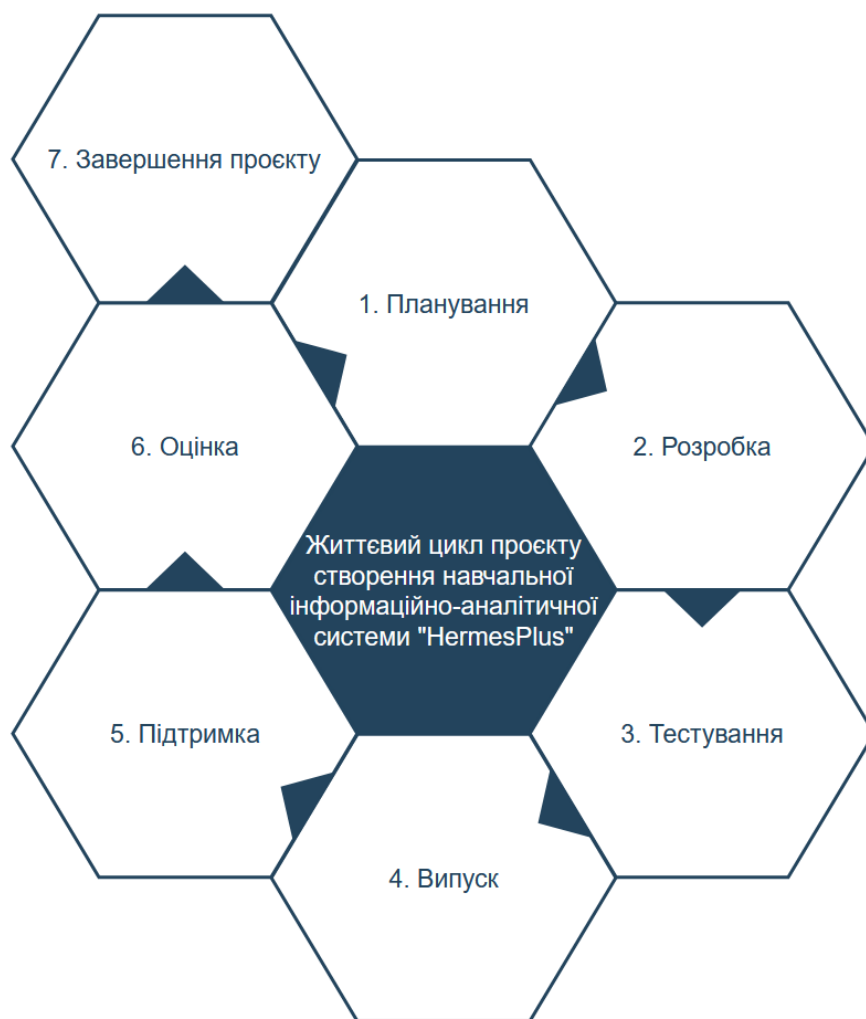 7. Завершення проєкту
1. Планування
2. Розробка
6. Оцінка
Життєвий цикл проєкту
створення навчальної
інформаційно-аналітичної
системи "HermesPlus"
5. Підтримка
3. Тестування
4. Випуск